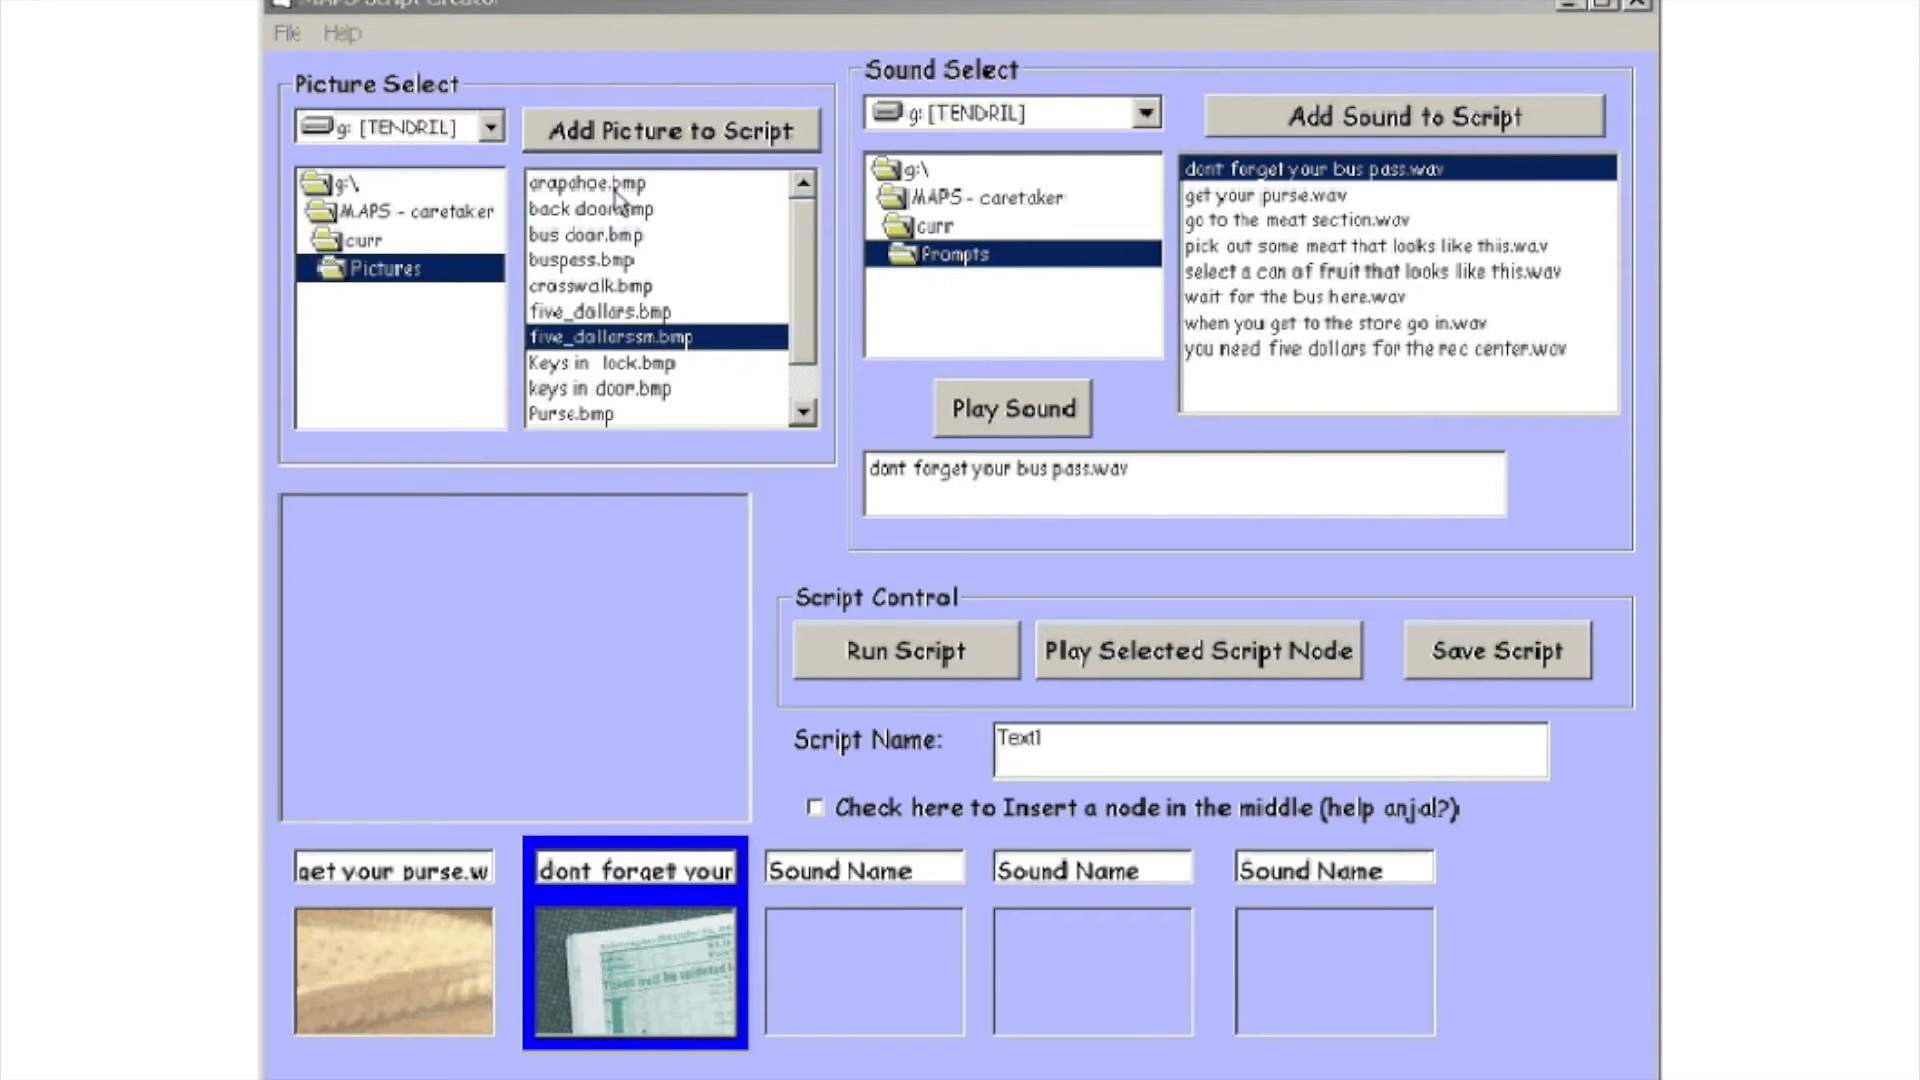 MAPS Script Creator
File Help
Picture Select
g: [TENDRIL]
Add Picture to Script
g:\
MAPS - caretaker
curr
Pictures
arapahoe.bmp
back door.bmp
bus door.bmp
buspass.bmp
crosswalk.bmp
five_dollars.bmp
five_dollarssm.bmp
Keys in lock.bmp
keys in door.bmp
Purse.bmp
Sound Select
g: [TENDRIL]
Add Sound to Script
g:\
MAPS - caretaker
curr
Prompts
dont forget your bus pass.wav
get your purse.wav
go to the meat section.wav
pick out some meat that looks like this.wav
select a can of fruit that looks like this.wav
wait for the bus here.wav
when you get to the store go in.wav
you need five dollars for the rec center.wav
Play Sound
dont forget your bus pass.wav
Script Control
Run Script
Play Selected Script Node
Save Script
Script Name:
Text1
Check here to Insert a node in the middle (help anja!?)
get your purse.w
dont forget your
Sound Name
Sound Name
Sound Name